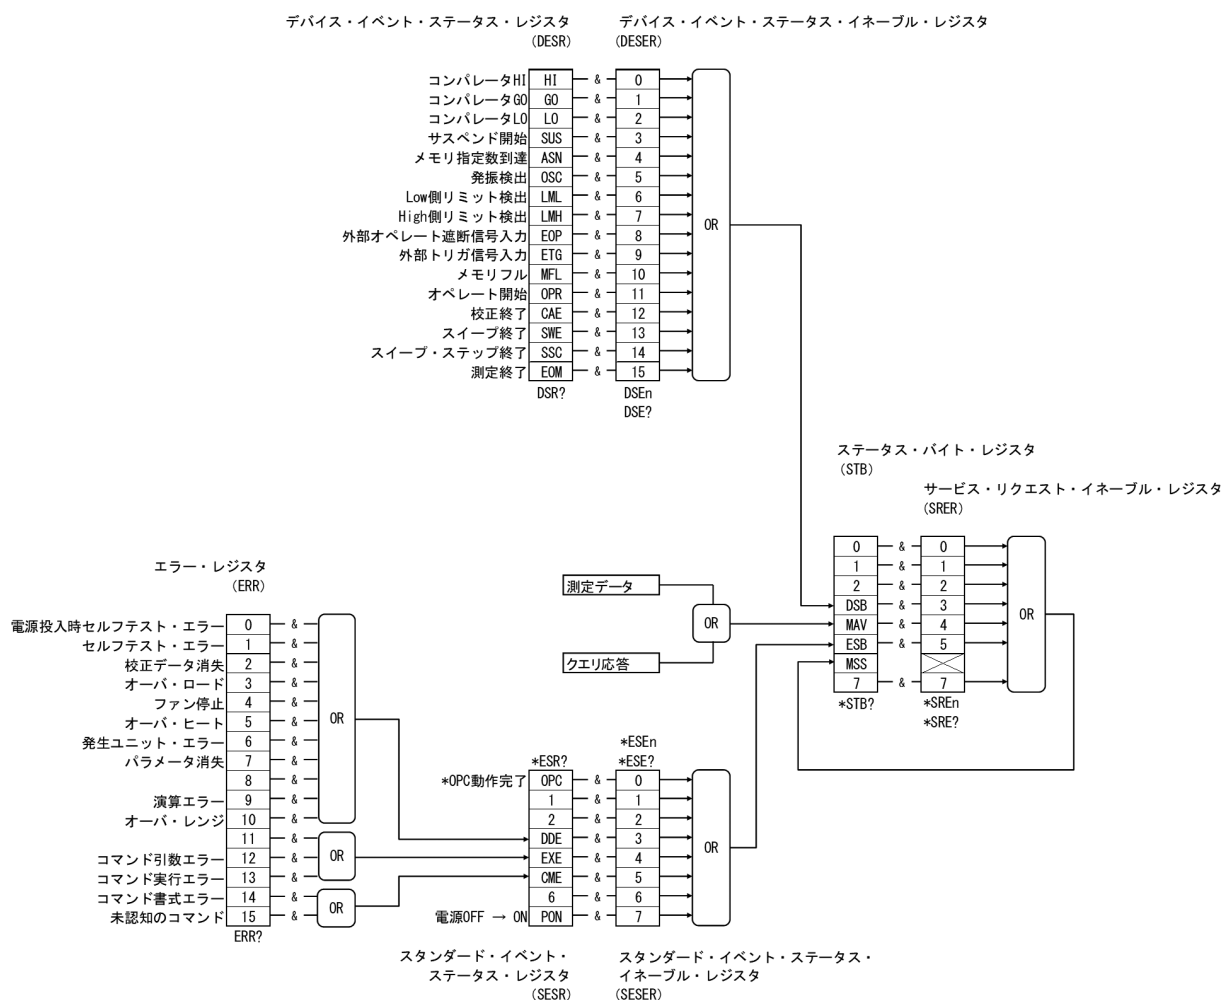 デバイス・イベント・ステータス・レジスタ
(DESR)
デバイス・イベント・ステータス・イネーブル・レジスタ
(DESER)
コンパレータHI HI & 0
コンパレータGO GO & 1
コンパレータLO LO & 2
サスペンド開始 SUS & 3
メモリ指定数到達 ASN & 4
発振検出 OSC & 5
Low側リミット検出 LML & 6
High側リミット検出 LMH & 7
外部オペレート遮断信号入力 EOP & 8
外部トリガ信号入力 ETG & 9
メモリフル MFL & 10
オペレート開始 OPR & 11
校正終了 CAE & 12
スイープ終了 SWE & 13
スイープ・ステップ終了 SSC & 14
測定終了 EOM & 15
OR
DSR?
DSEn
DSE?
ステータス・バイト・レジスタ
(STB)
サービス・リクエスト・イネーブル・レジスタ
(SRER)
0 & 0
1 & 1
2 & 2
DSB & 3
MAV & 4
ESB & 5
MSS
7 & 7
OR
*STB?
*SREn
*SRE?
測定データ
OR
クエリ応答
エラー・レジスタ
(ERR)
電源投入時セルフテスト・エラー 0 &
セルフテスト・エラー 1 &
校正データ消失 2 &
オーバ・ロード 3 &
ファン停止 4 &
オーバ・ヒート 5 &
発生ユニット・エラー 6 &
パラメータ消失 7 &
8 &
演算エラー 9 &
オーバ・レンジ 10 &
11 &
コマンド引数エラー 12 &
コマンド実行エラー 13 &
コマンド書式エラー 14 &
未認知のコマンド 15 &
OR
OR
OR
ERR?
*ESR?
*ESEn
*ESE?
*OPC動作完了 OPC & 0
1 & 1
2 & 2
DDE & 3
EXE & 4
CME & 5
6 & 6
電源OFF → ON PON & 7
OR
スタンダード・イベント・
ステータス・レジスタ
(SESR)
スタンダード・イベント・ステータス・
イネーブル・レジスタ
(SESER)